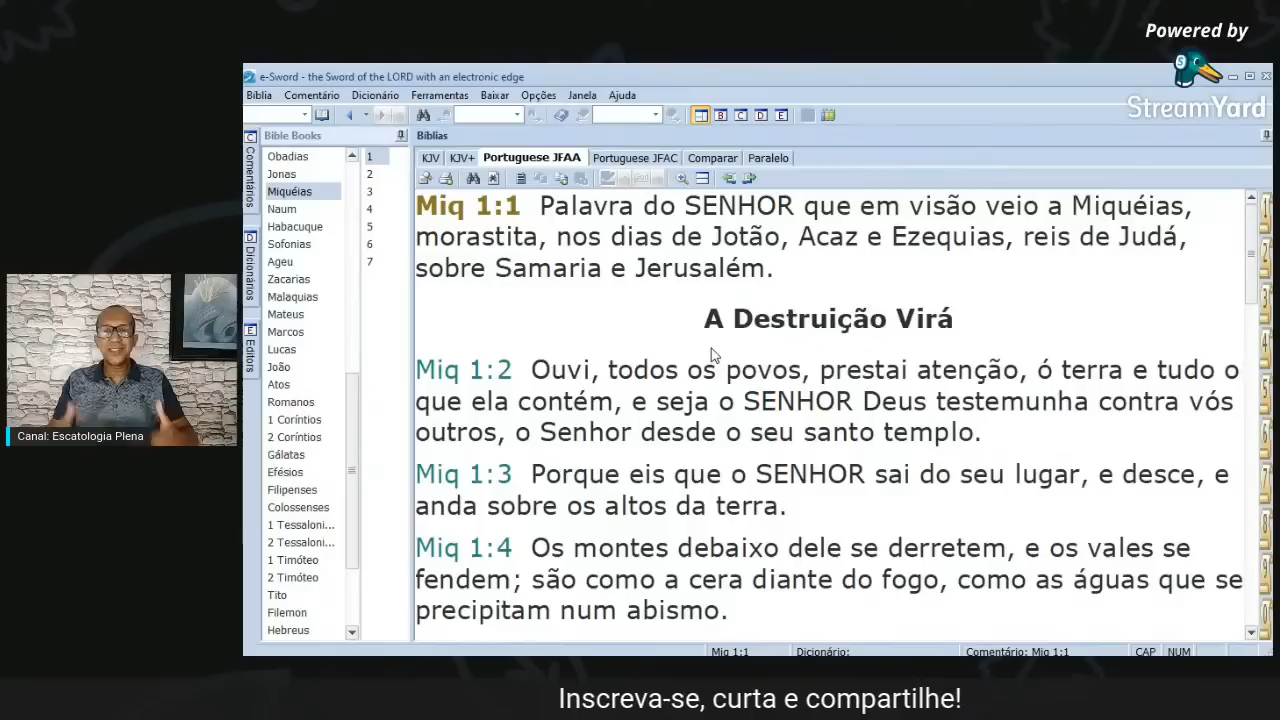 Powered by
StreamYard
e-Sword - the Sword of the LORD with an electronic edge
Bíblia Comentário Dicionário Ferramentas Baixar Opções Janela Ajuda
B C D E
Bible Books
Bíblias
C Comentários
D Dicionários
E Editors
Obadias
Jonas
Miquéias
Naum
Habacuque
Sofonias
Ageu
Zacarias
Malaquias
Mateus
Marcos
Lucas
João
Atos
Romanos
1 Coríntios
2 Coríntios
Gálatas
Efésios
Filipenses
Colossenses
1 Tessaloni...
2 Tessaloni...
1 Timóteo
2 Timóteo
Tito
Filemon
Hebreus
1
2
3
4
5
6
7
KJV KJV+ Portuguese JFAA Portuguese JFAC Comparar Paralelo
Miq 1:1 Palavra do SENHOR que em visão veio a Miquéias,
morastita, nos dias de Jotão, Acaz e Ezequias, reis de Judá,
sobre Samaria e Jerusalém.
A Destruição Virá
Miq 1:2 Ouvi, todos os povos, prestai atenção, ó terra e tudo o
que ela contém, e seja o SENHOR Deus testemunha contra vós
outros, o Senhor desde o seu santo templo.
Miq 1:3 Porque eis que o SENHOR sai do seu lugar, e desce, e
anda sobre os altos da terra.
Miq 1:4 Os montes debaixo dele se derretem, e os vales se
fendem; são como a cera diante do fogo, como as águas que se
precipitam num abismo.
Miq 1:1 Dicionário: Comentário: Miq 1:1 CAP NUM
Canal: Escatologia Plena
Inscreva-se, curta e compartilhe!